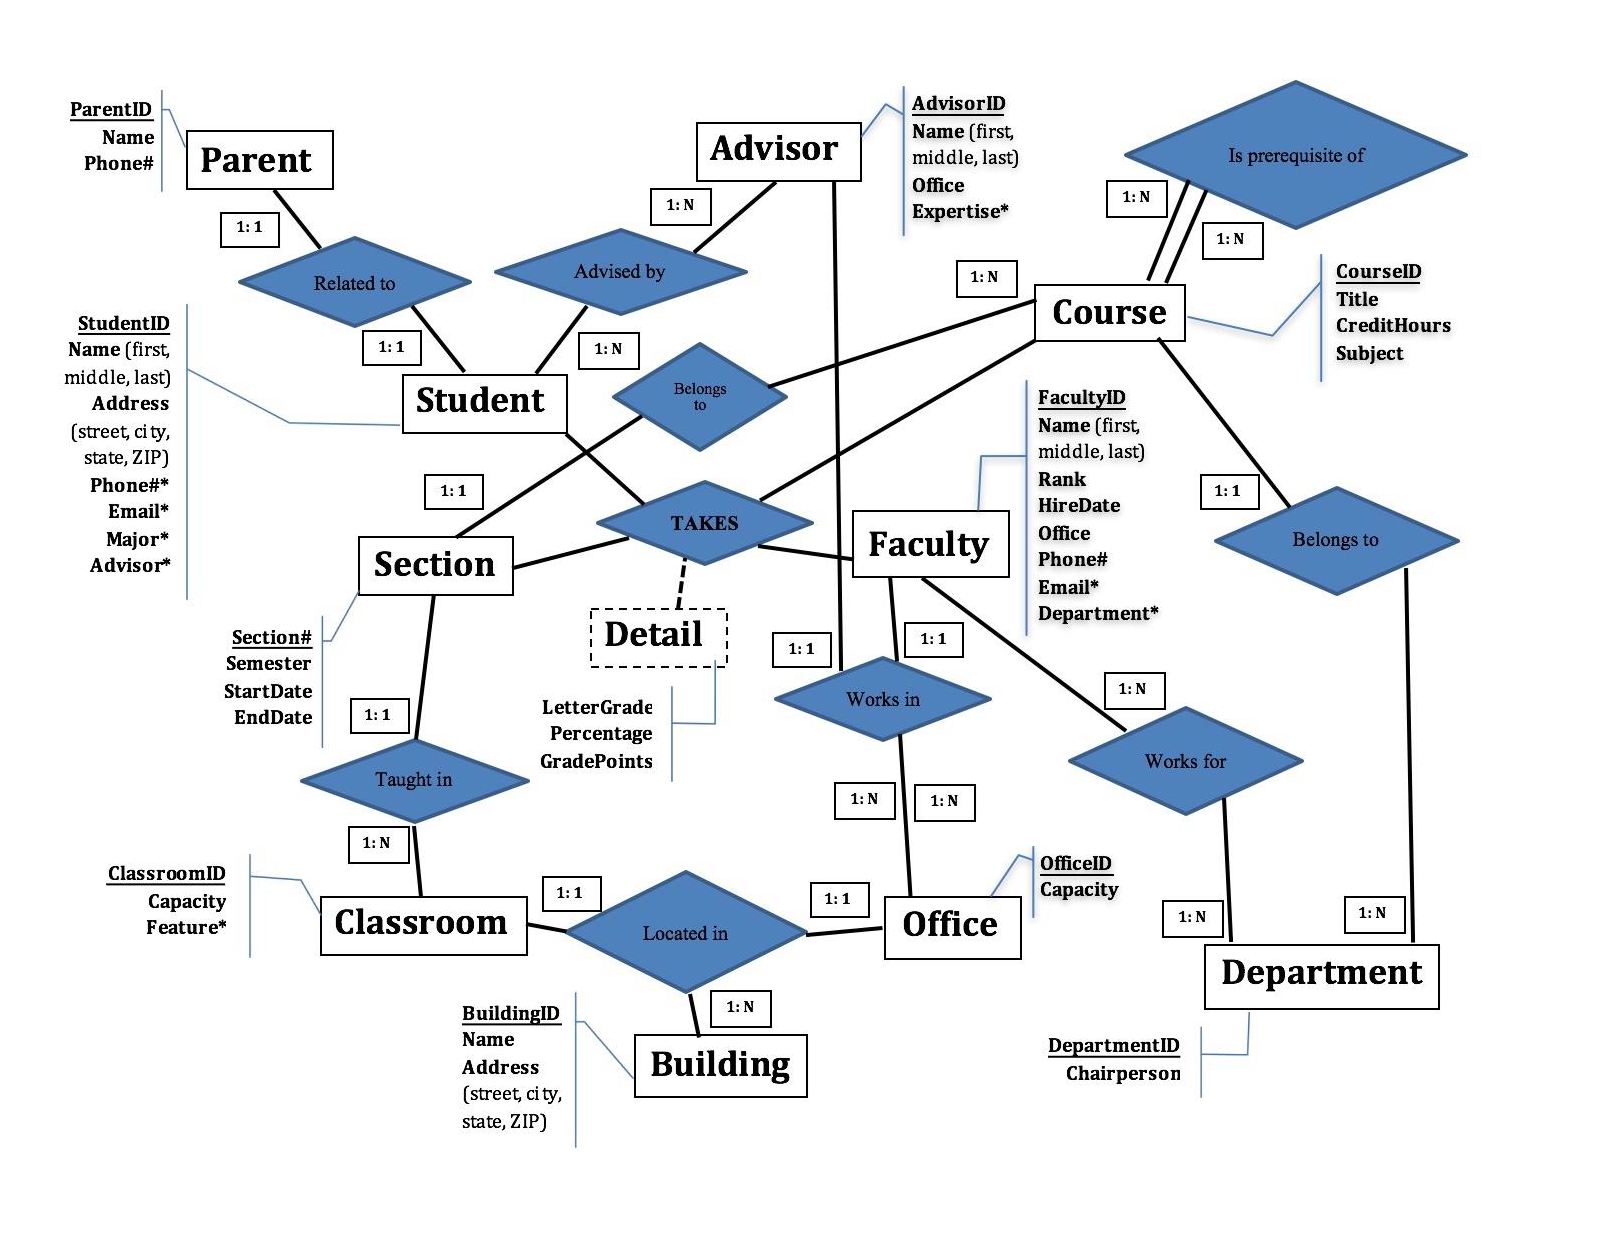 ParentID
Name
Phone#
Parent
1: 1
Related to
1: 1
Advisor
AdvisorID
Name (first,
middle, last)
Office
Expertise*
1: N
Advised by
1: N
Is prerequisite of
1: N
1: N
Course
CourseID
Title
CreditHours
Subject
1: N
StudentID
Name (first,
middle, last)
Address
(street, city,
state, ZIP)
Phone#*
Email*
Major*
Advisor*
Student
Belongs
to
1: 1
TAKES
Section
Section#
Semester
StartDate
EndDate
Detail
LetterGrade
Percentage
GradePoints
Faculty
FacultyID
Name (first,
middle, last)
Rank
HireDate
Office
Phone#
Email*
Department*
1: 1
Belongs to
1: 1
1: 1
Works in
1: N
1: N
1: N
Works for
1: N
1: N
1: 1
Taught in
1: N
ClassroomID
Capacity
Feature*
Classroom
1: 1
Located in
1: 1
Office
OfficeID
Capacity
1: N
Building
BuildingID
Name
Address
(street, city,
state, ZIP)
Department
DepartmentID
Chairperson